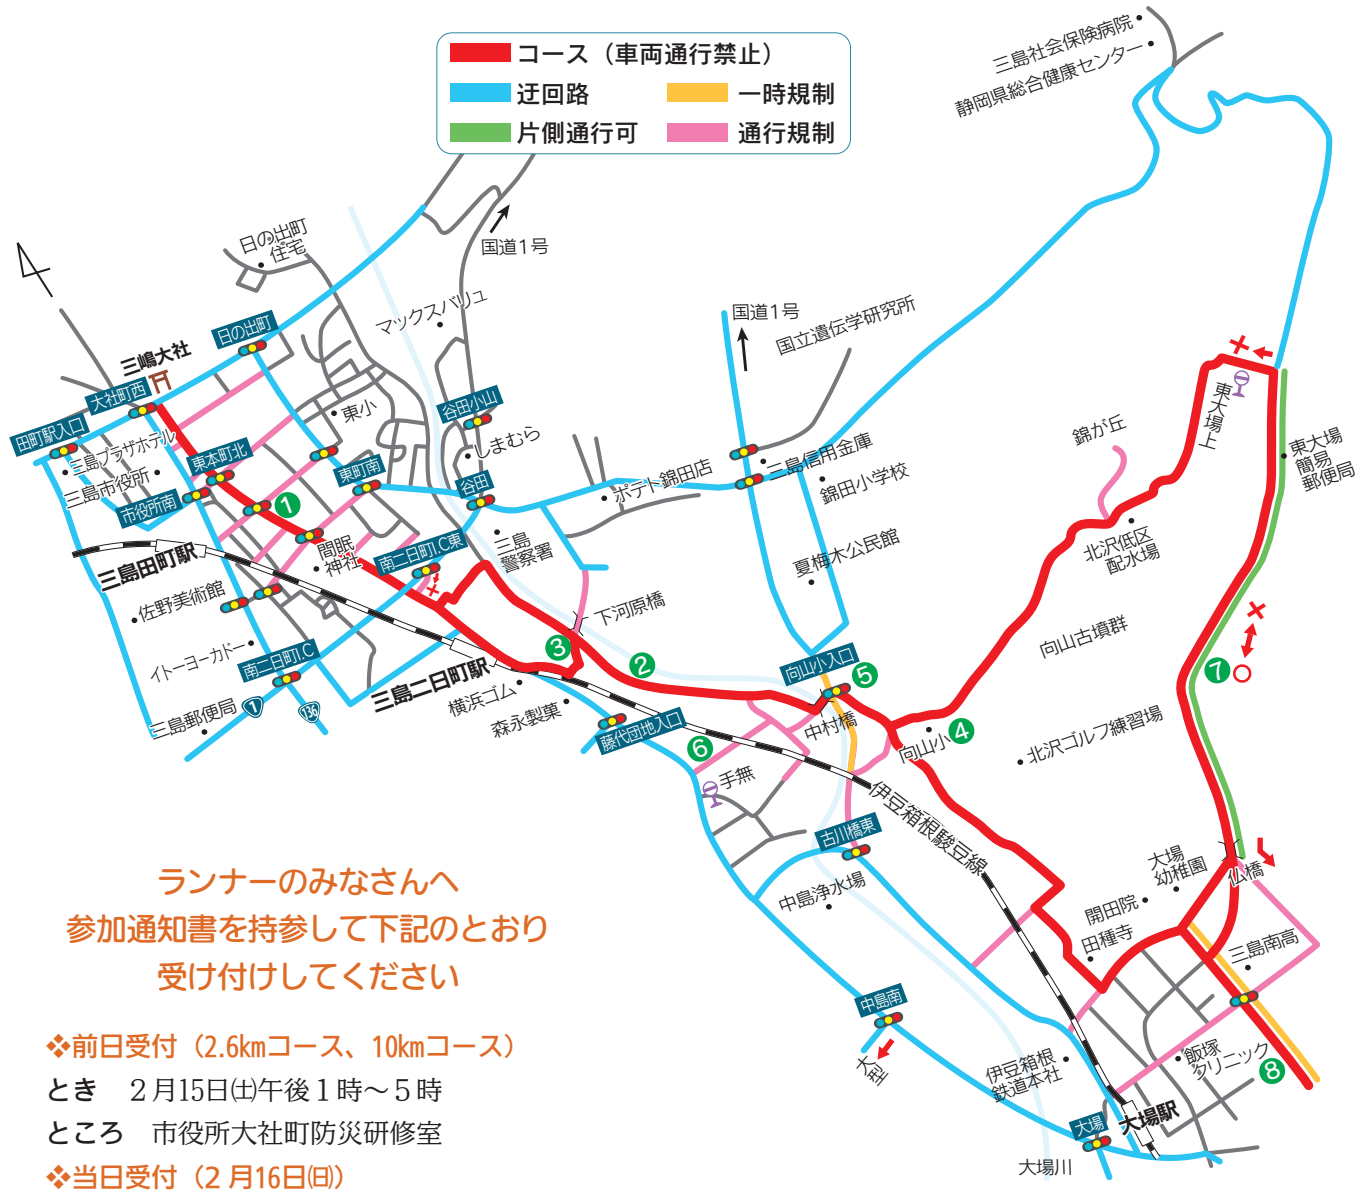 コース（車両通行禁止）
迂回路
一時規制
片側通行可
通行規制
三島社会保険病院
静岡県総合健康センター
日の出町
住宅
国道1号
マックスバリュ
国道1号
国立遺伝学研究所
三嶋大社
日の出町
大社町西
田町駅入口
三島プラザホテル
三島市役所
東本町北
市役所南
東小
谷田小山
しまむら
東町南
谷田
ポテト錦田店
三島信用金庫
錦田小学校
錦が丘
東大場上
東大場
簡易
郵便局
1
間眠
神社
南二日町I.C東
三島
警察署
三島田町駅
佐野美術館
イトーヨーカドー
南二日町I.C
三島郵便局
1
136
下河原橋
夏梅木公民館
北沢低区
配水場
向山古墳群
3
2
三島二日町駅
横浜ゴム
森永製菓
藤代団地入口
向山小入口
5
中村橋
向山小
4
北沢ゴルフ練習場
7
6
手無
伊豆箱根駿豆線
古川橋東
中島浄水場
大場
幼稚園
仏橋
開田院
田種寺
三島南高
中島南
大型
伊豆箱根
鉄道本社
飯塚
クリニック
8
大場
大場駅
大場川
ランナーのみなさんへ
参加通知書を持参して下記のとおり
受け付けしてください
❖前日受付（2.6kmコース、10kmコース）
とき　２月15日㈯午後１時～５時
ところ　市役所大社町防災研修室
❖当日受付（２月16日㈰）